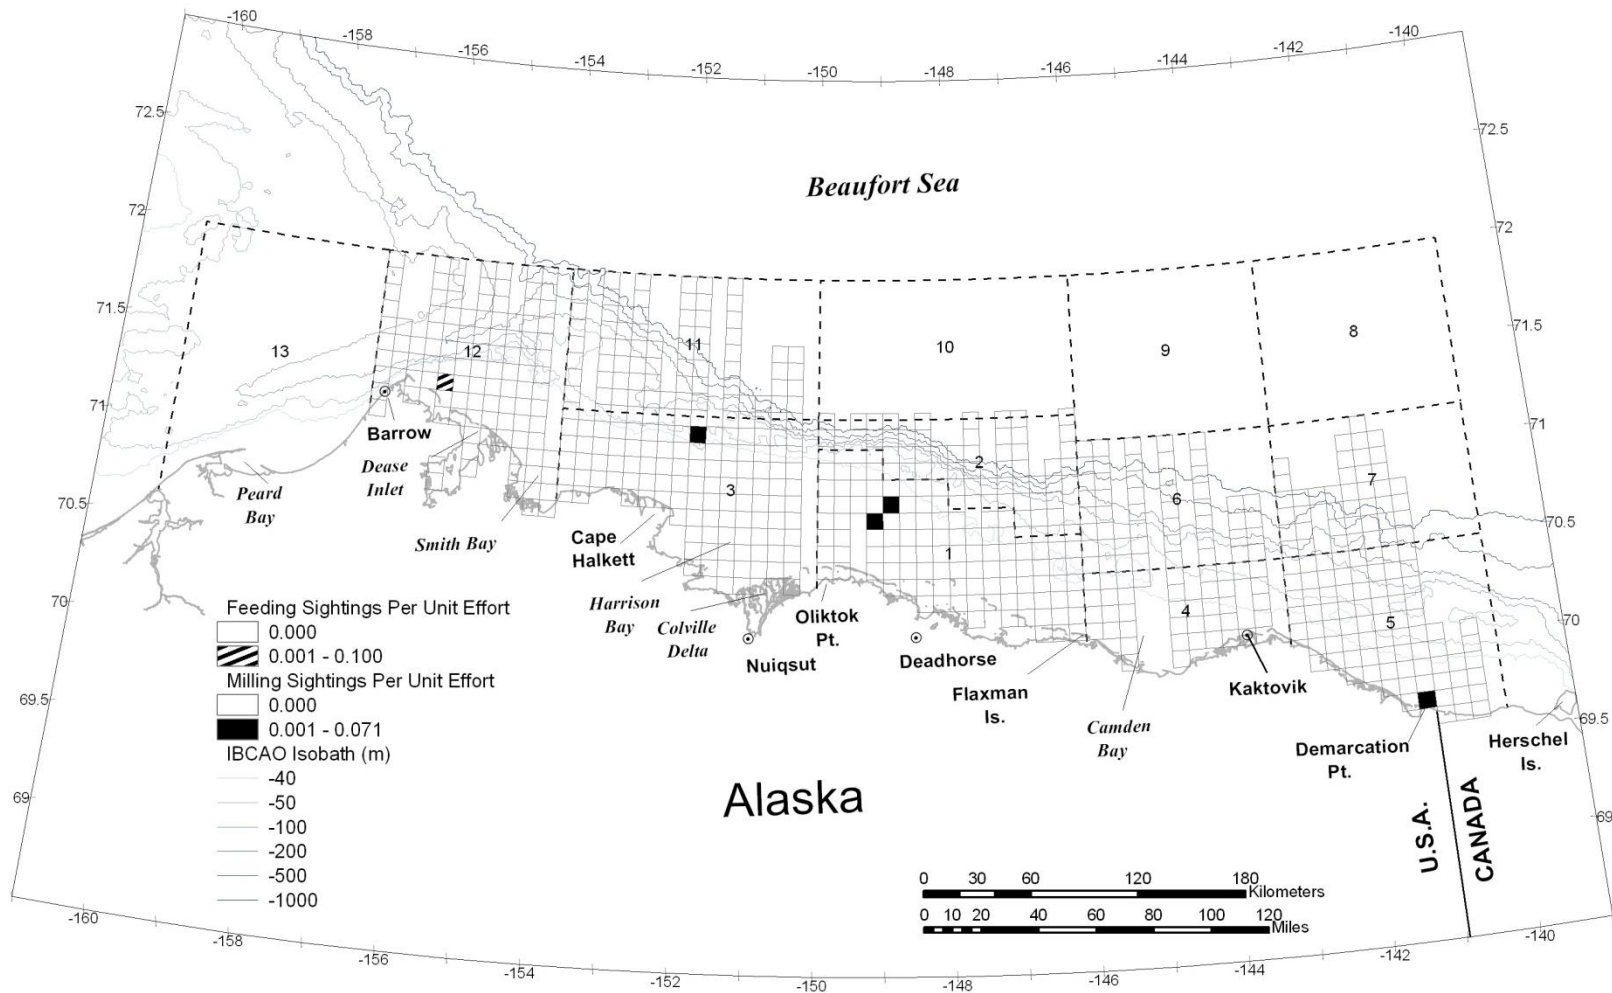 -160
-158
-156
-154
-152
-150
-148
-146
-144
-142
-140
72.5
72.5
Beaufort Sea
72
72
71.5
71.5
13
12
11
10
9
8
71
71
Barrow
Dease
Inlet
Peard
Bay
Smith Bay
3
2
1
6
7
4
5
70.5
70.5
Cape
Halkett
Harrison
Bay
Colville
Delta
Nuiqsut
Oliktok
Pt.
Deadhorse
Flaxman
Is.
Camden
Bay
Kaktovik
Demarcation
Pt.
Herschel
Is.
70
70
69.5
69.5
69
69
Feeding Sightings Per Unit Effort
0.000
0.001 - 0.100
Milling Sightings Per Unit Effort
0.000
0.001 - 0.071
IBCAO Isobath (m)
-40
-50
-100
-200
-500
-1000
Alaska
U.S.A.
CANADA
0 30 60 120 180
Kilometers
0 10 20 40 60 80 100 120
Miles
-160
-158
-156
-154
-152
-150
-148
-146
-144
-142
-140